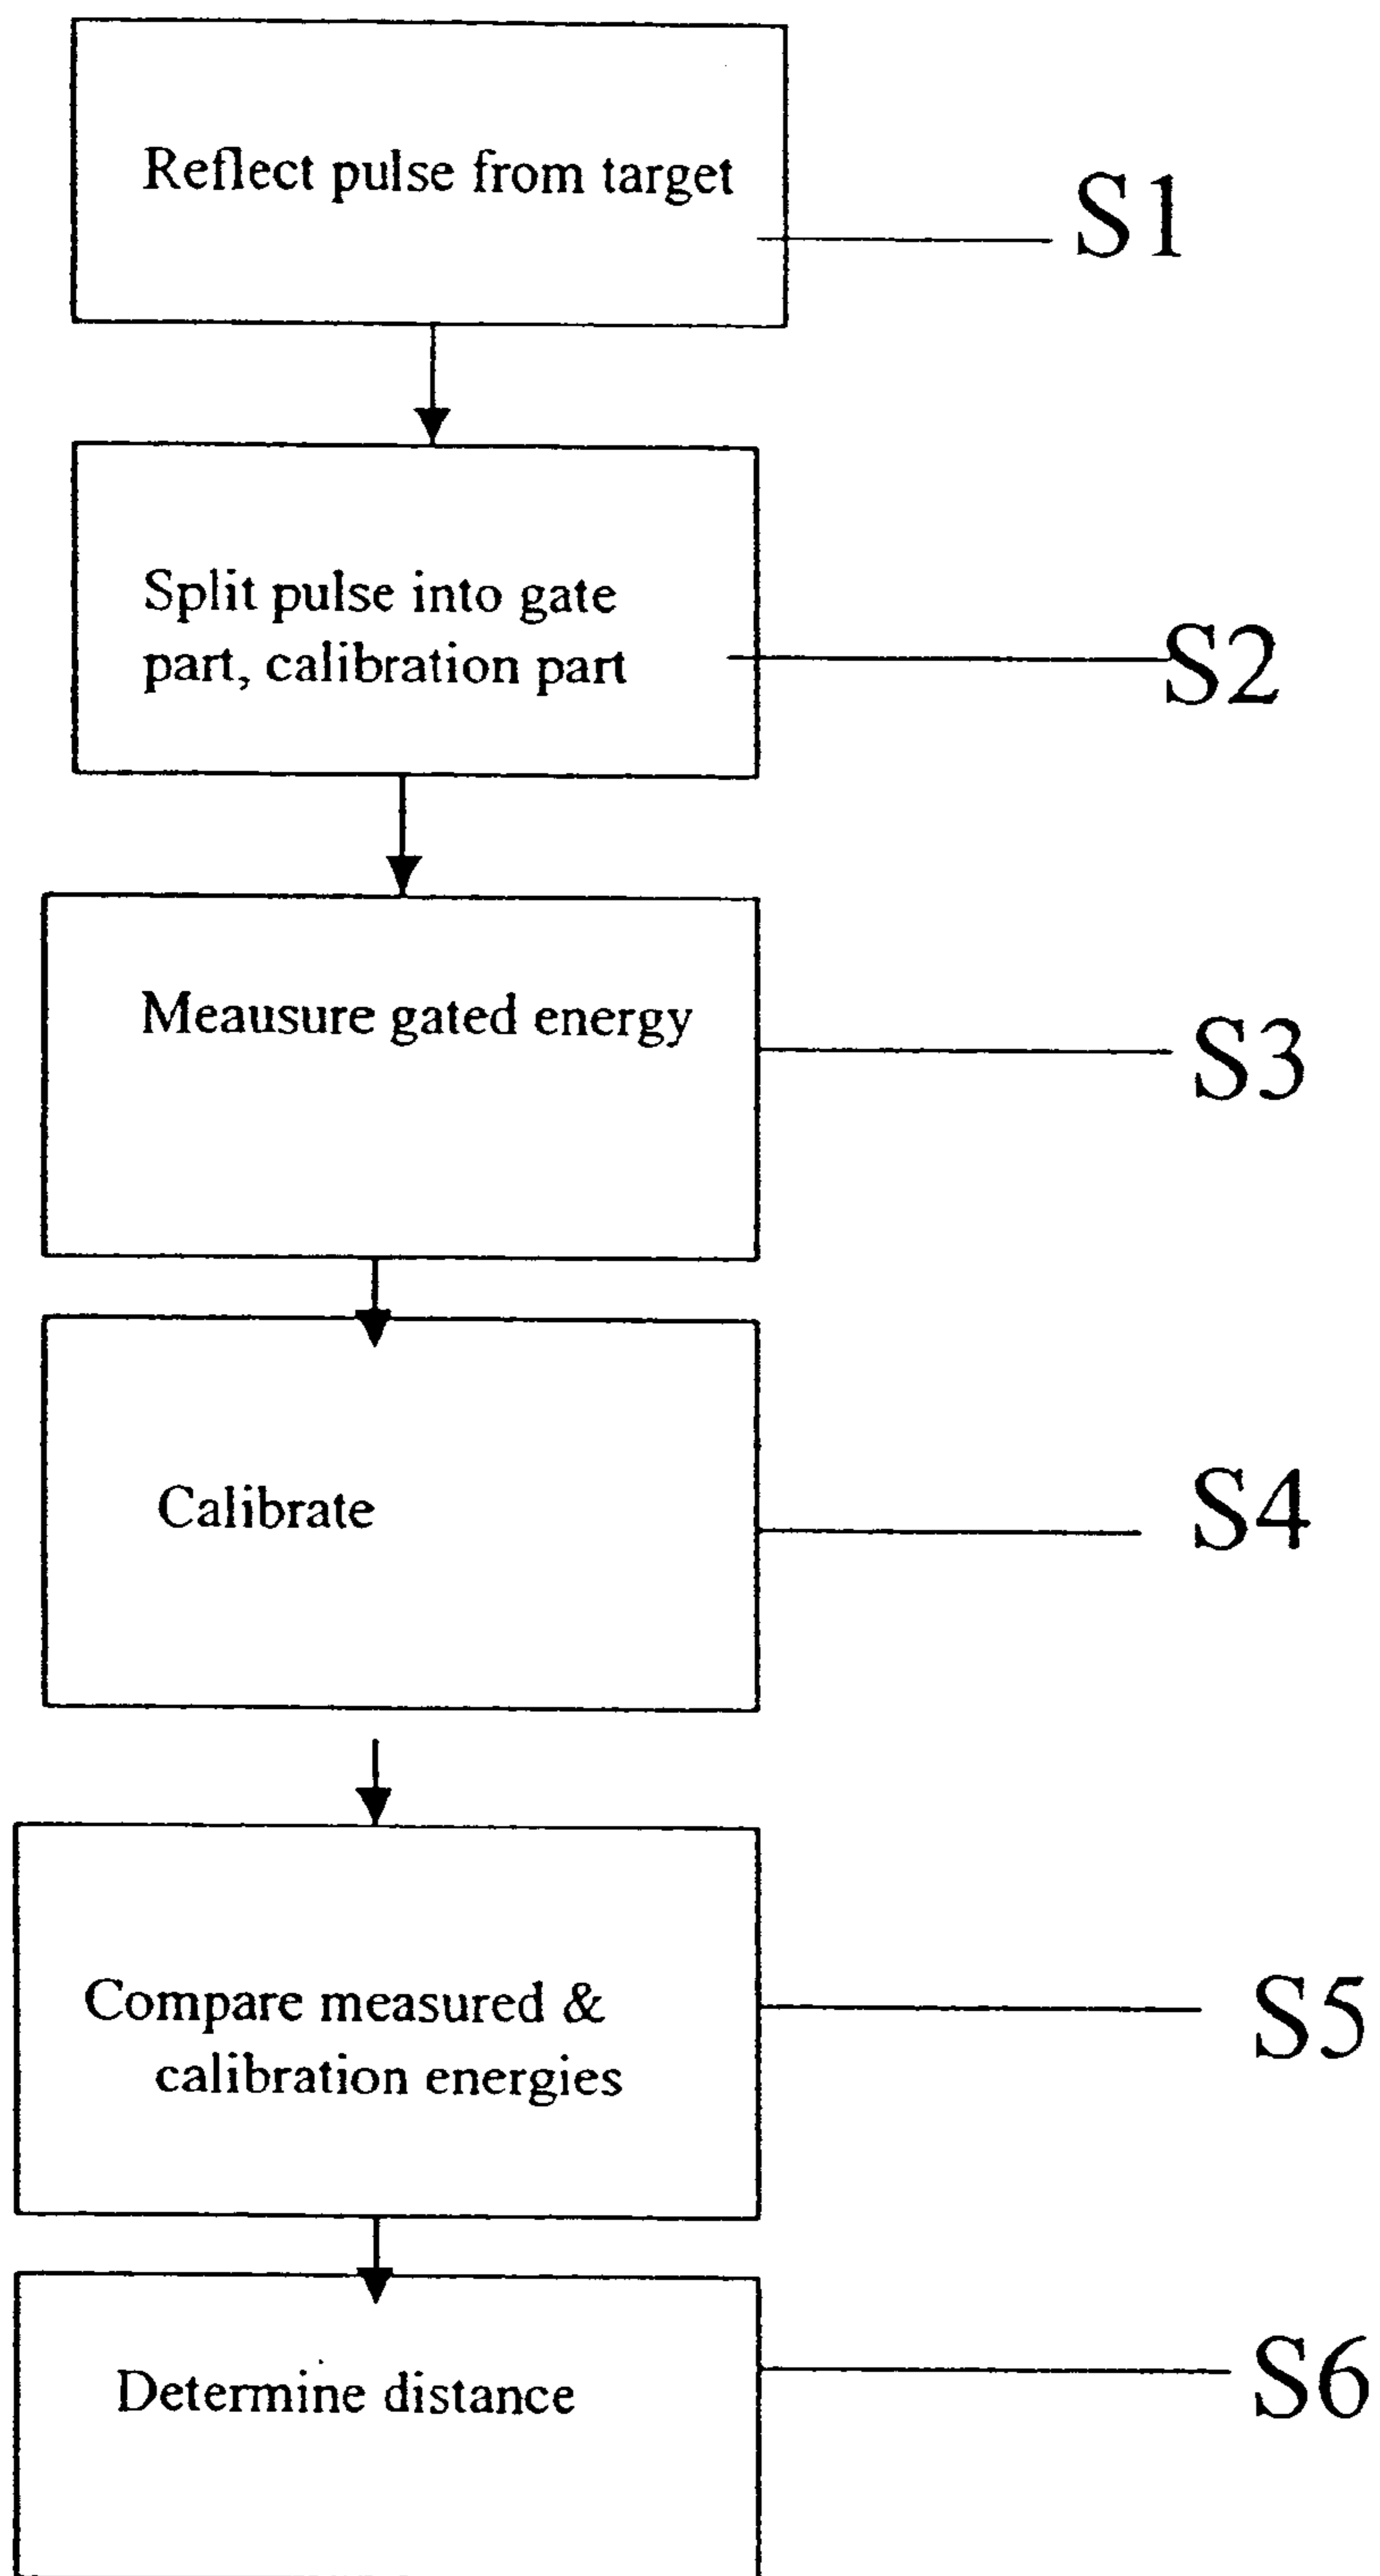 Reflect pulse from target
S1
Split pulse into gate
part, calibration part
S2
Meausure gated energy
S3
Calibrate
S4
Compare measured &
calibration energies
S5
Determine distance
S6